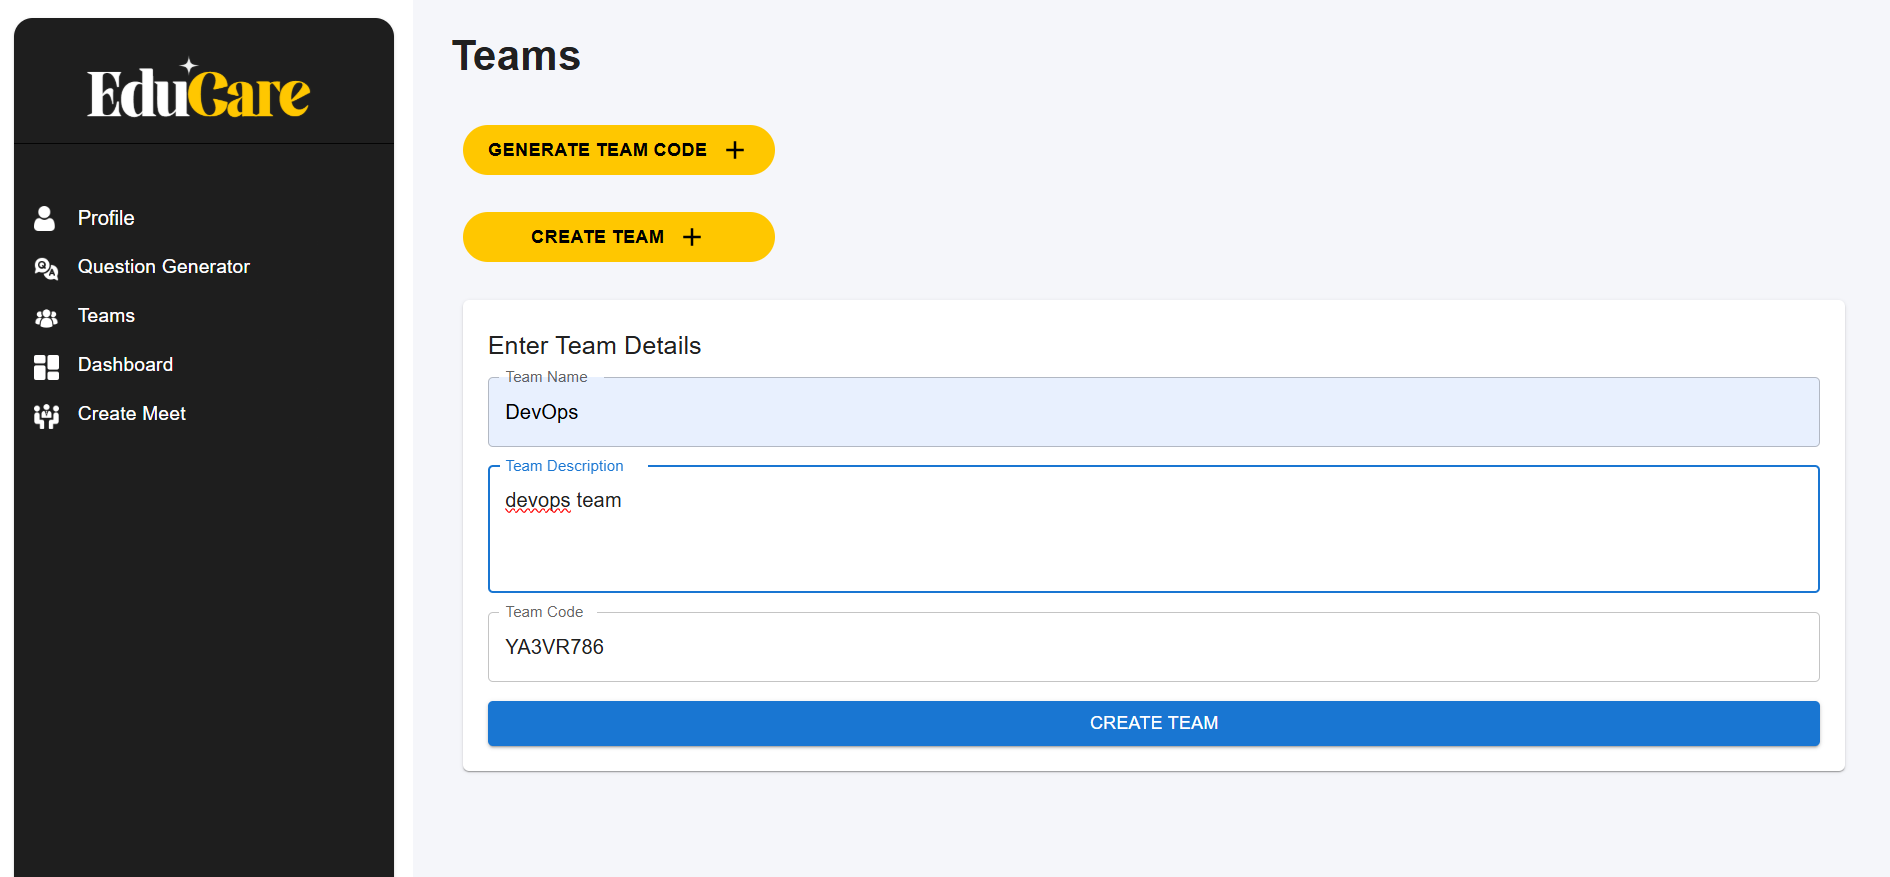 EduCare
Profile
Question Generator
Teams
Dashboard
Create Meet
Teams
GENERATE TEAM CODE +
CREATE TEAM +
Enter Team Details
Team Name
DevOps
Team Description
devops team
Team Code
YA3VR786
CREATE TEAM